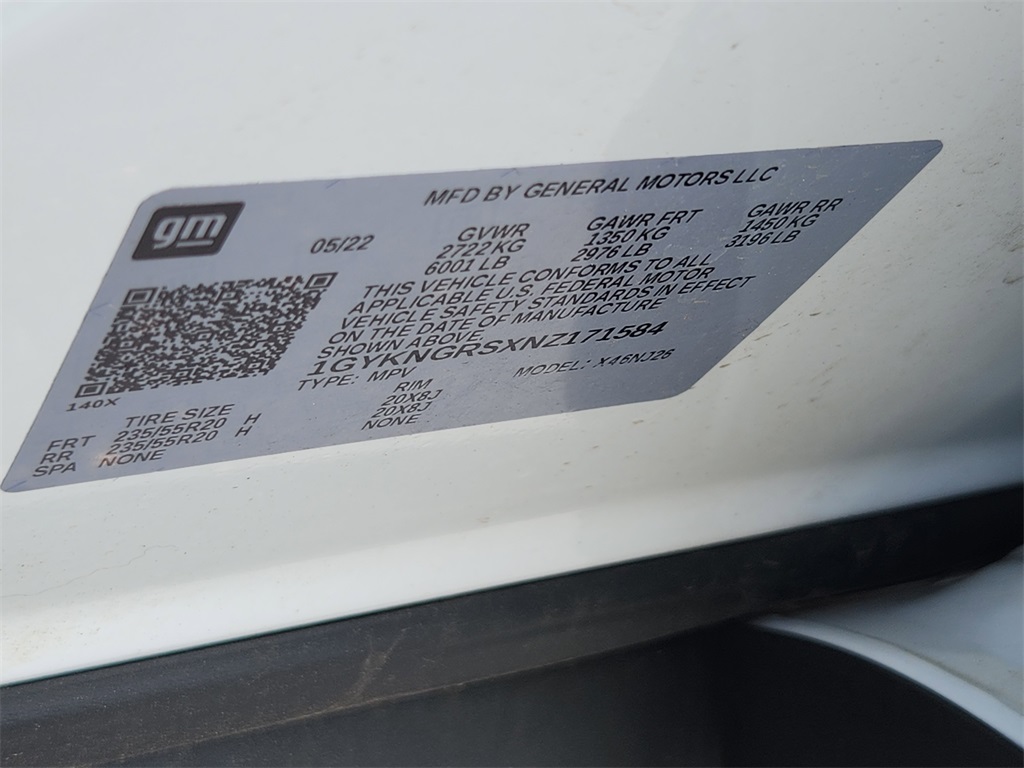 gm
MFD BY GENERAL MOTORS LLC
05/22
GVWR GAWR FRT GAWR RR
2722 KG 1350 KG 1450 KG
6001 LB 2976 LB 3196 LB
THIS VEHICLE CONFORMS TO ALL
APPLICABLE U.S. FEDERAL MOTOR
VEHICLE SAFETY STANDARDS IN EFFECT
ON THE DATE OF MANUFACTURE
SHOWN ABOVE.
1GYKNGRSXNZ171584
TYPE: MPV MODEL: X46NJ26
140X
TIRE SIZE RIM
FRT 235/55R20 H 20X8J
RR 235/55R20 H 20X8J
SPA NONE NONE